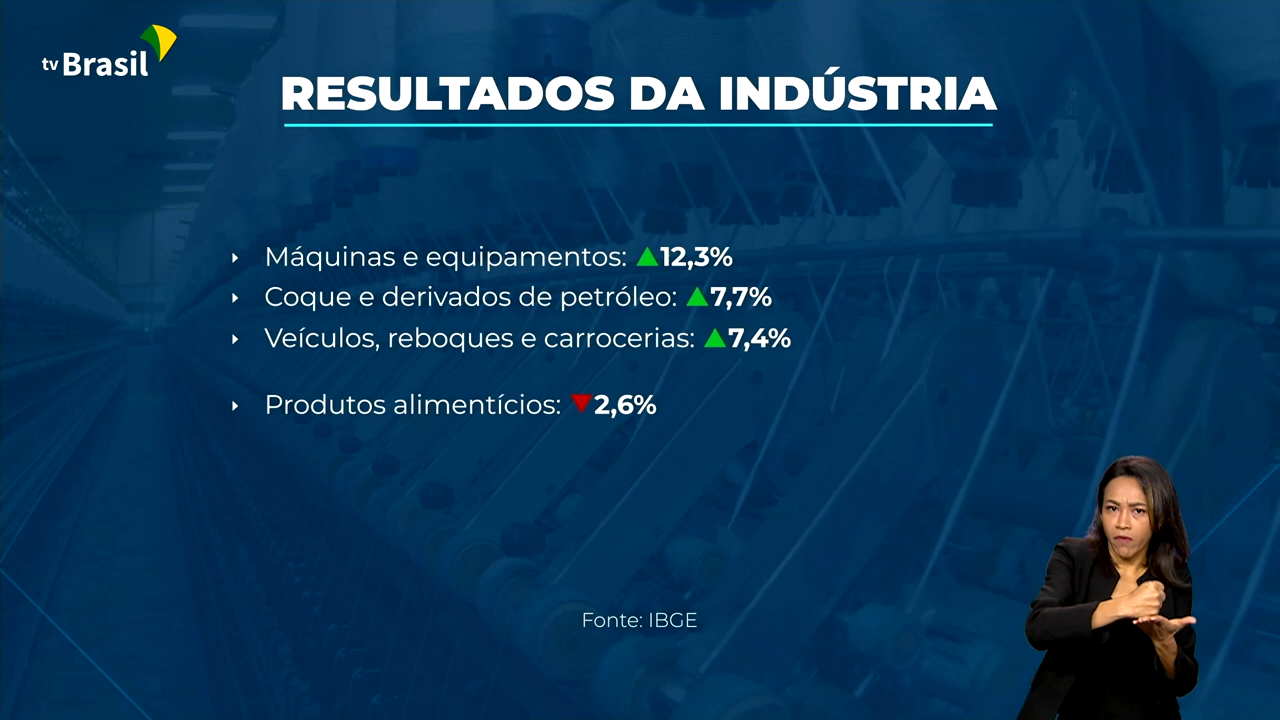 tv Brasil
RESULTADOS DA INDÚSTRIA
Máquinas e equipamentos: ▲12,3%
Coque e derivados de petróleo: ▲7,7%
Veículos, reboques e carrocerias: ▲7,4%
Produtos alimentícios: ▼2,6%
Fonte: IBGE